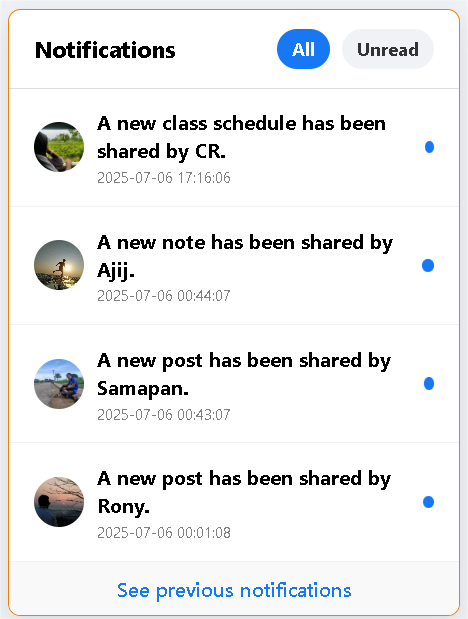 Notifications
All
Unread
A new class schedule has been
shared by CR.
2025-07-06 17:16:06
A new note has been shared by
Ajij.
2025-07-06 00:44:07
A new post has been shared by
Samapan.
2025-07-06 00:43:07
A new post has been shared by
Rony.
2025-07-06 00:01:08
See previous notifications